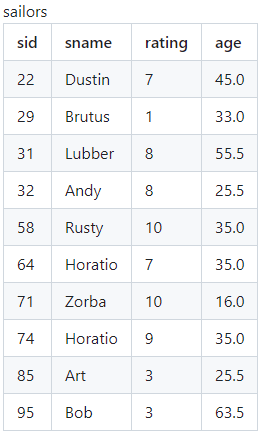 sailors
sid sname rating age
22 Dustin 7 45.0
29 Brutus 1 33.0
31 Lubber 8 55.5
32 Andy 8 25.5
58 Rusty 10 35.0
64 Horatio 7 35.0
71 Zorba 10 16.0
74 Horatio 9 35.0
85 Art 3 25.5
95 Bob 3 63.5